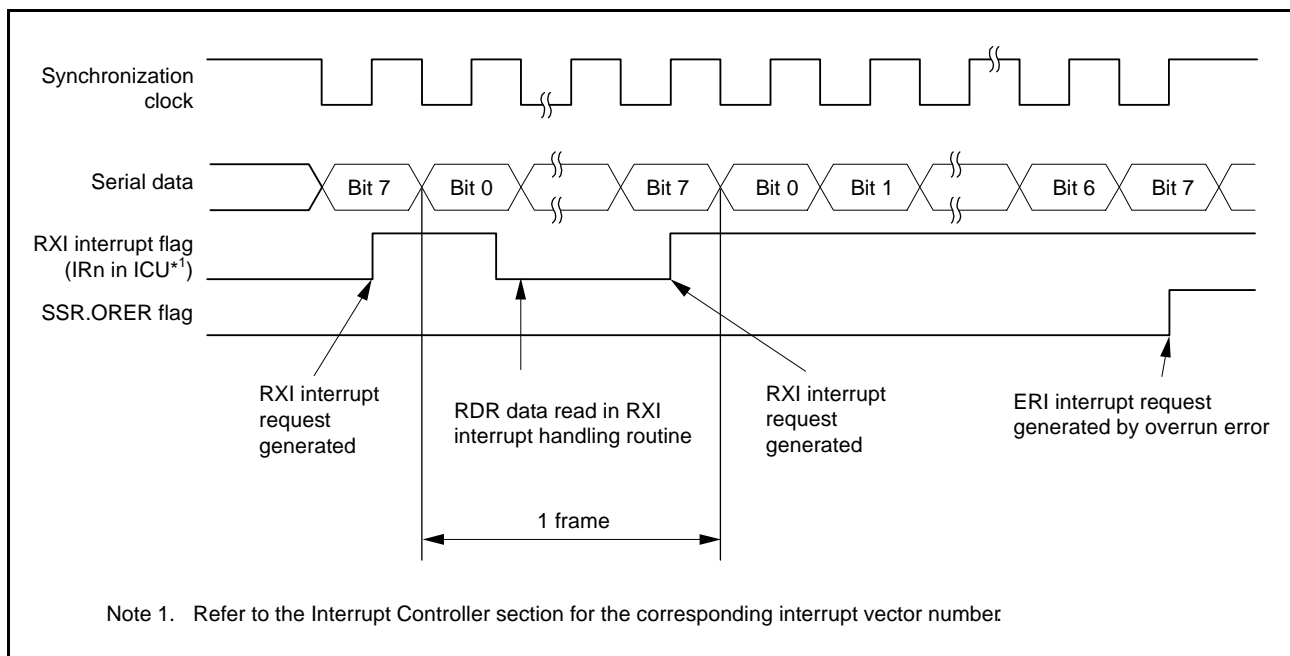 Synchronization
clock
Serial data
Bit 7
Bit 0
Bit 7
Bit 0
Bit 1
Bit 6
Bit 7
RXI interrupt flag
(IRn in ICU*1)
SSR.ORER flag
RXI interrupt
request
generated
RDR data read in RXI
interrupt handling routine
RXI interrupt
request
generated
ERI interrupt request
generated by overrun error
1 frame
Note 1. Refer to the Interrupt Controller section for the corresponding interrupt vector number.